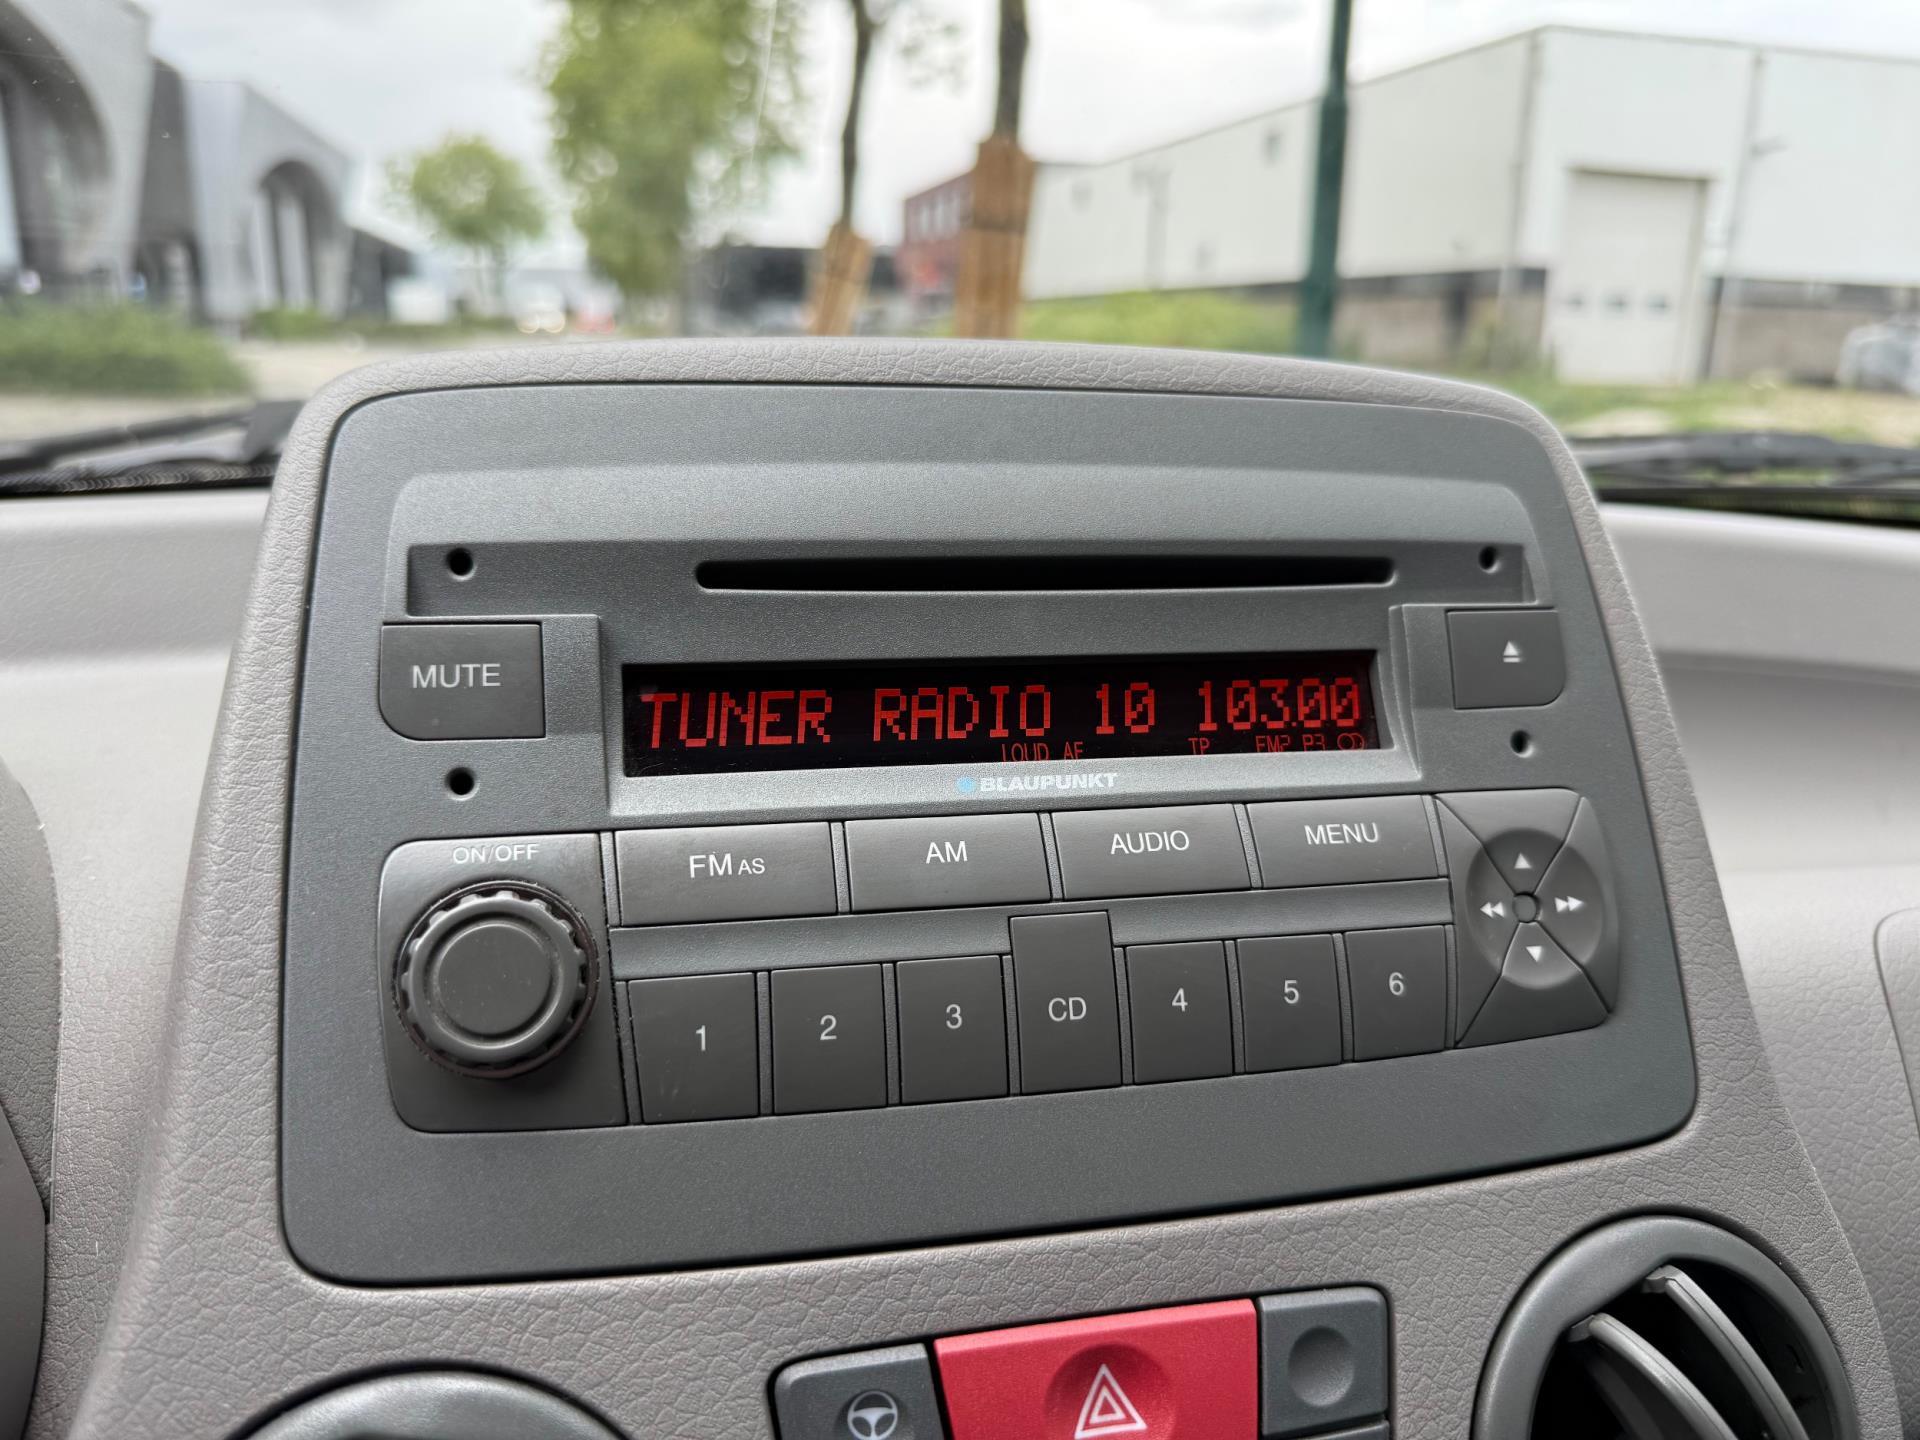 TUNER RADIO 10 103.00
LOUD AF TP FM2 P3
BLAUPUNKT
MUTE
ON/OFF
FM AS AM AUDIO MENU
1 2 3 CD 4 5 6